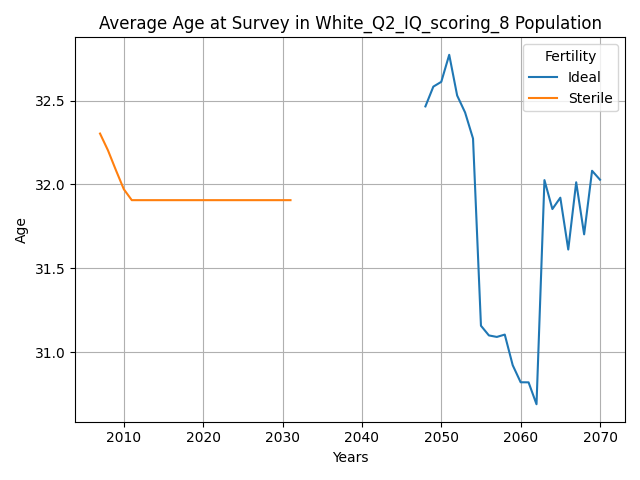 Average Age at Survey in White_Q2_IQ_scoring_8 Population
Fertility
Ideal
Sterile
32.5
32.0
31.5
31.0
Age
2010
2020
2030
2040
2050
2060
2070
Years